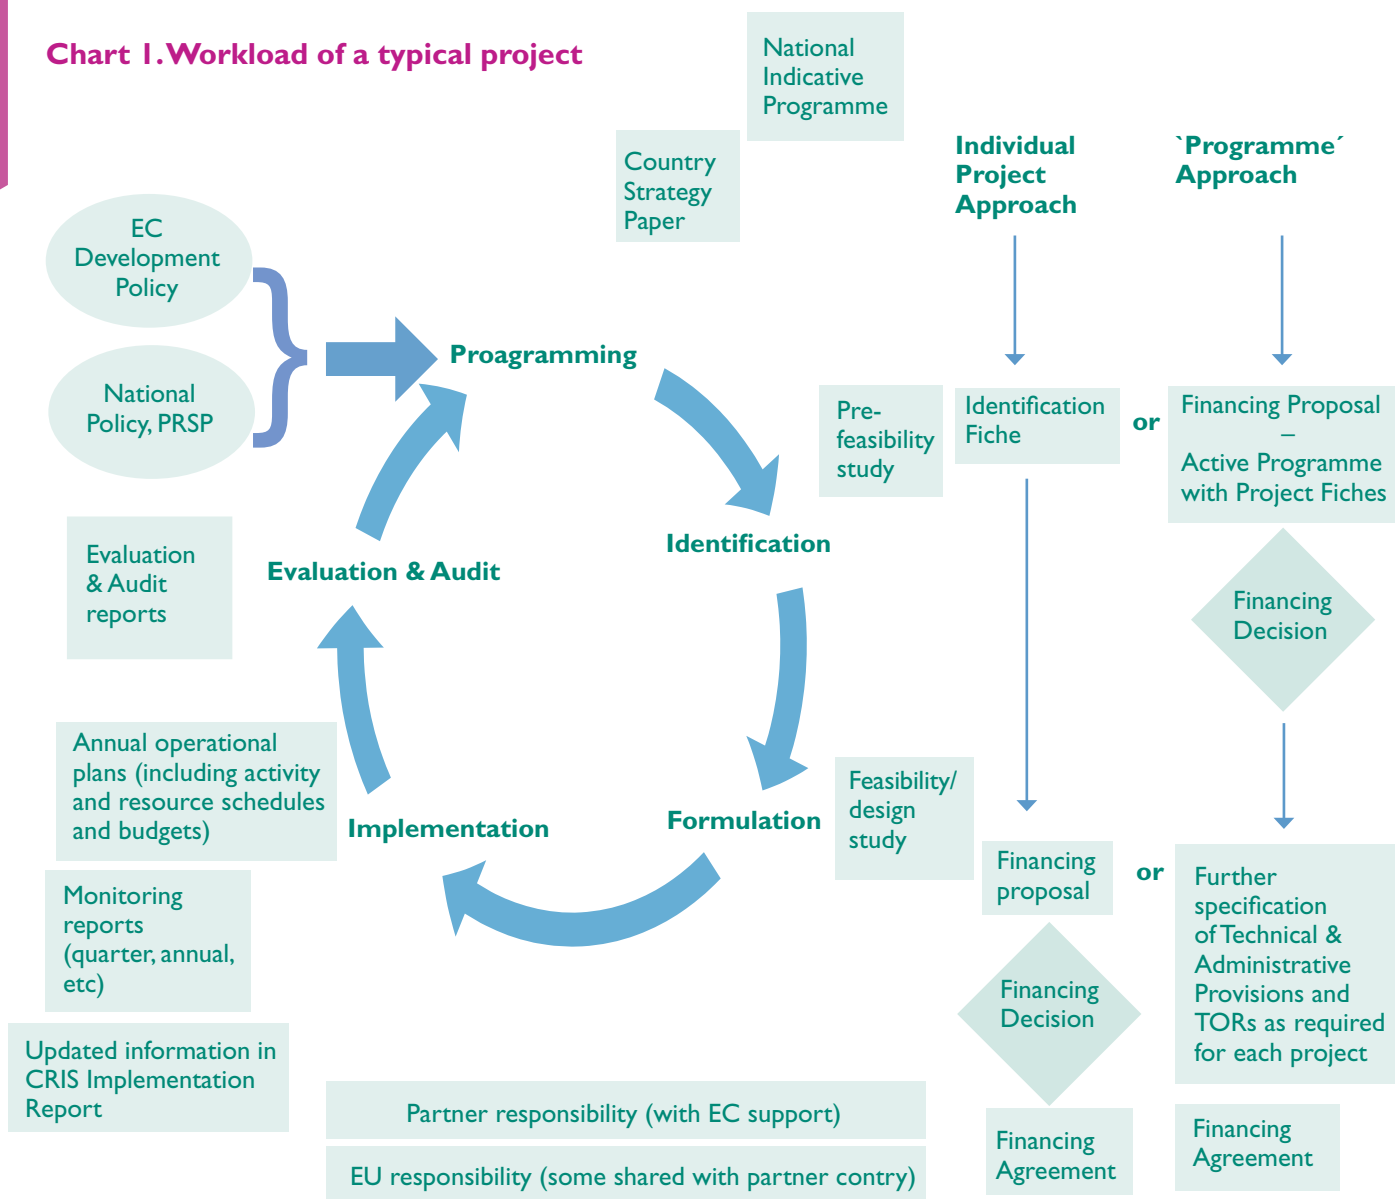 Chart 1. Workload of a typical project
National
Indicative
Programme
Country
Strategy
Paper
Individual
Project
Approach
`Programme´
Approach
EC
Development
Policy
National
Policy, PRSP
Proagramming
Pre-
feasibility
study
Identification
Fiche
or
Financing Proposal
–
Active Programme
with Project Fiches
Identification
Financing
Decision
Evaluation
& Audit
reports
Evaluation & Audit
Annual operational
plans (including activity
and resource schedules
and budgets)
Implementation
Formulation
Feasibility/
design
study
Financing
proposal
or
Further
specification
of Technical &
Administrative
Provisions and
TORs as required
for each project
Monitoring
reports
(quarter, annual,
etc)
Financing
Decision
Updated information in
CRIS Implementation
Report
Partner responsibility (with EC support)
EU responsibility (some shared with partner contry)
Financing
Agreement
Financing
Agreement